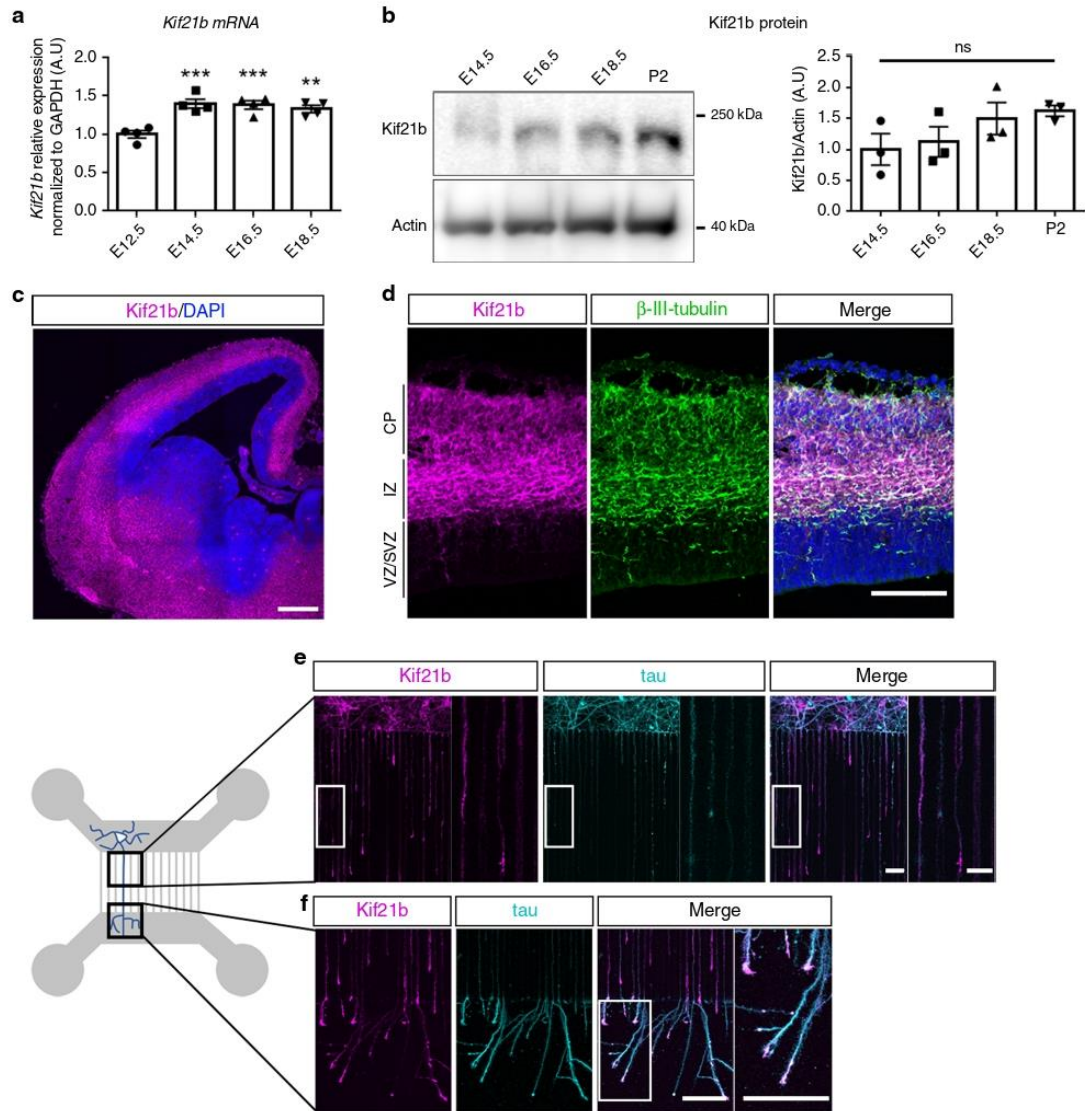 a
Kif21b mRNA
Kif21b relative expression
normalized to GAPDH (A.U)
2.0
1.5
1.0
0.5
0.0
***
***
**
E12.5
E14.5
E16.5
E18.5
b
Kif21b protein
E14.5
E16.5
E18.5
P2
Kif21b
250 kDa
Actin
40 kDa
Kif21b/Actin (A.U)
2.5
2.0
1.5
1.0
0.5
0.0
ns
E14.5
E16.5
E18.5
P2
c
Kif21b/DAPI
d
Kif21b
β-III-tubulin
Merge
CP
IZ
VZ/SVZ
e
Kif21b
tau
Merge
f
Kif21b
tau
Merge